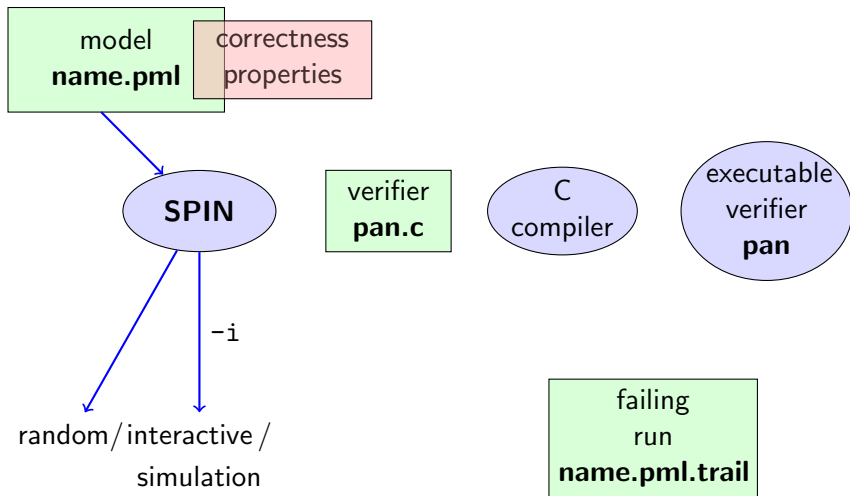 model
name.pml
correctness
properties
SPIN
verifier
pan.c
C
compiler
executable
verifier
pan
-i
random/interactive/
simulation
failing
run
name.pml.trail